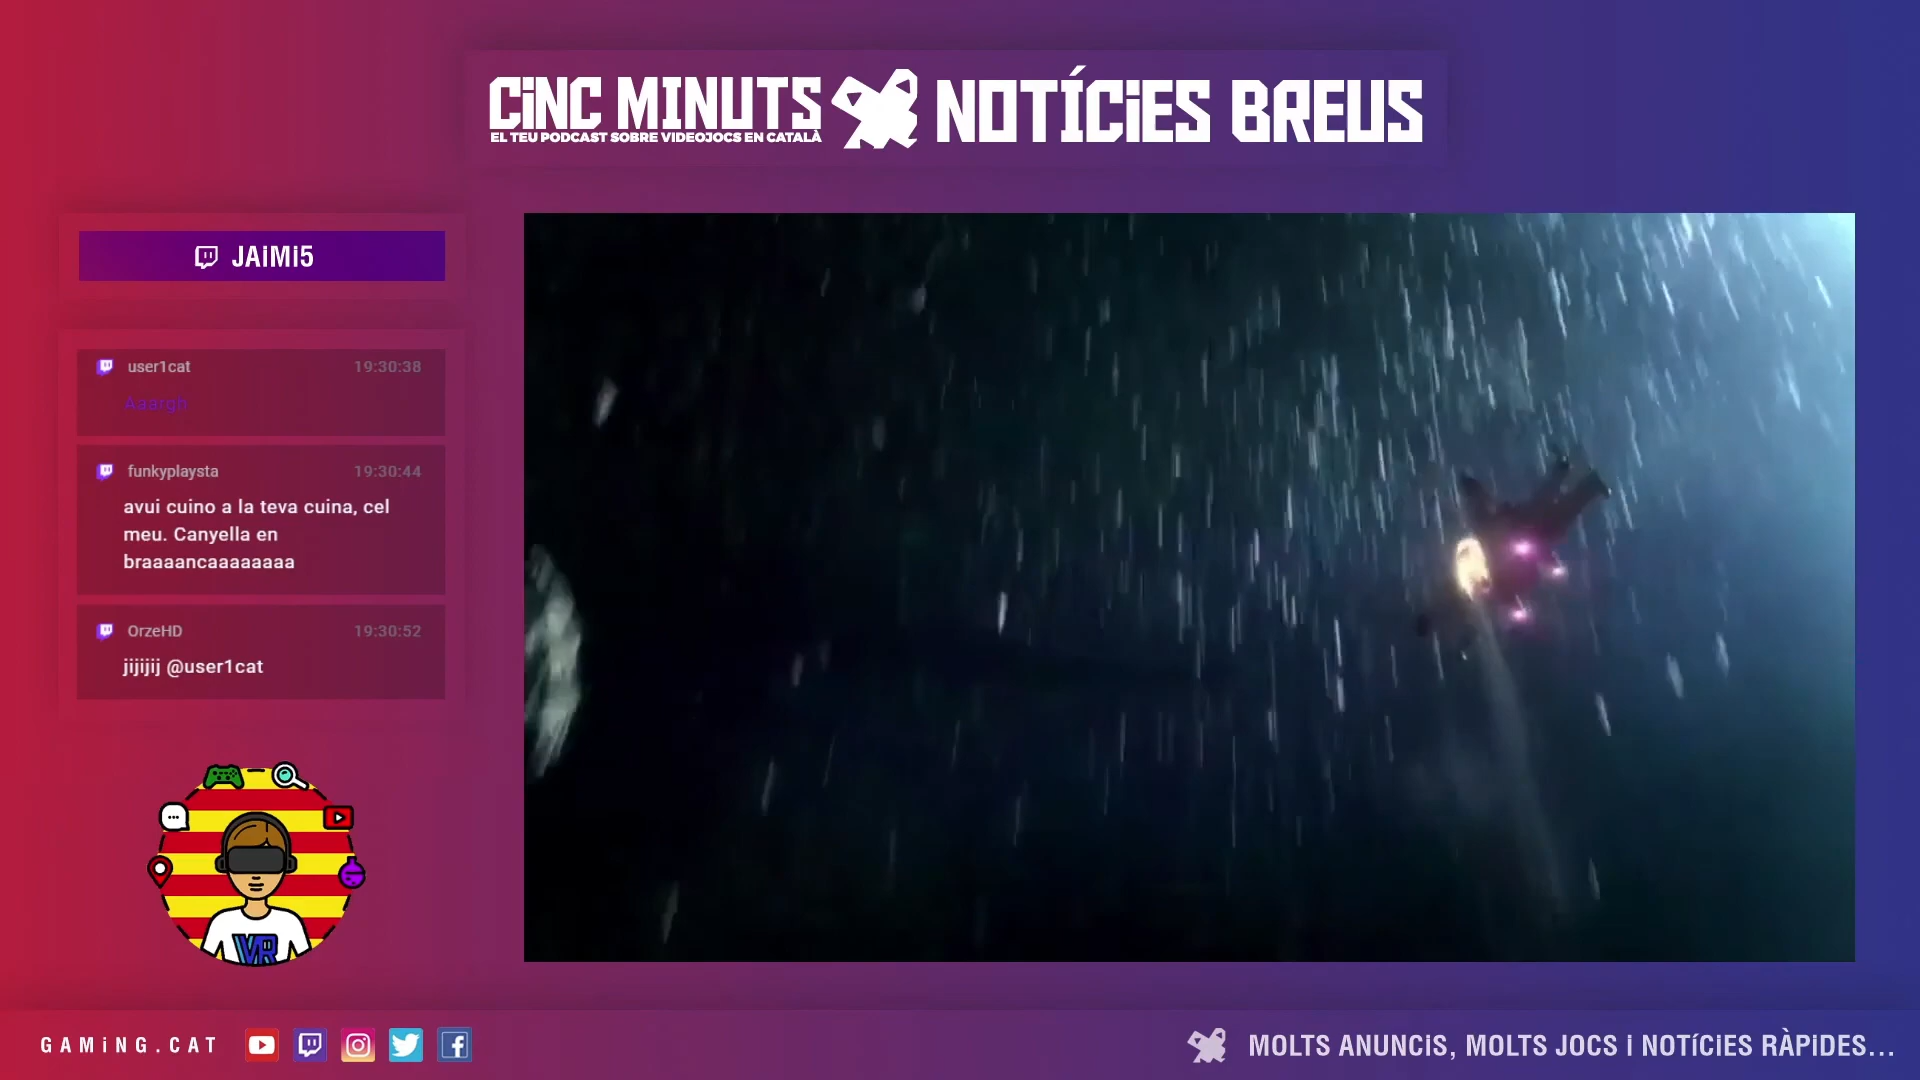 CiNC MINUTS
EL TEU PODCAST SOBRE VIDEOJOCS EN CATALÀ
NOTÍCiES BREUS
JAiMi5
user1cat 19:30:38
Aaargh
funkyplaysta 19:30:44
avui cuino a la teva cuina, cel
meu. Canyella en
braaaancaaaaaaaa
OrzeHD 19:30:52
jijijij @user1cat
VR
GAMiNG.CAT
MOLTS ANUNCiS, MOLTS JOCS i NOTíCiES RÀPiDES...